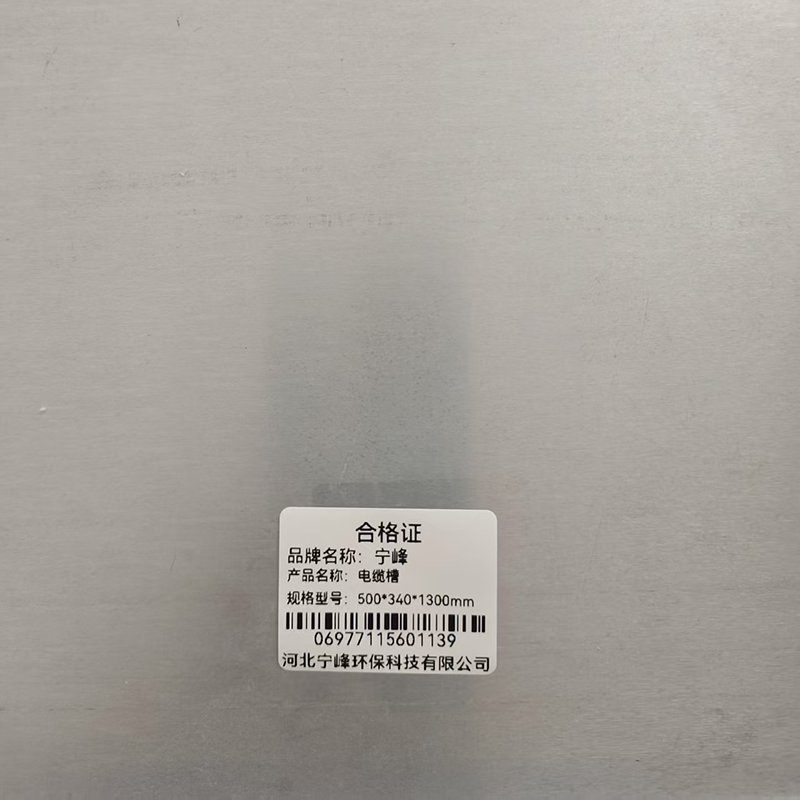 合格证
品牌名称：宁峰
产品名称：电缆槽
规格型号：500*340*1300mm
06977115601139
河北宁峰环保科技有限公司